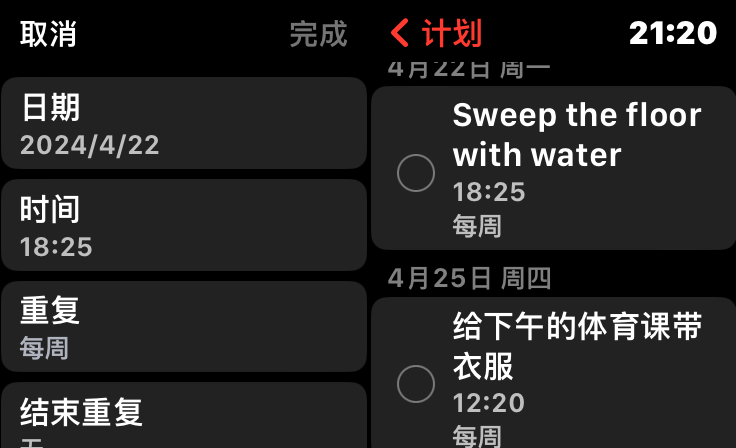 取消
完成
日期
2024/4/22
时间
18:25
重复
每周
结束重复
计划
21:20
4月22日 周一
Sweep the floor
with water
18:25
每周
4月25日 周四
给下午的体育课带
衣服
12:20
每周